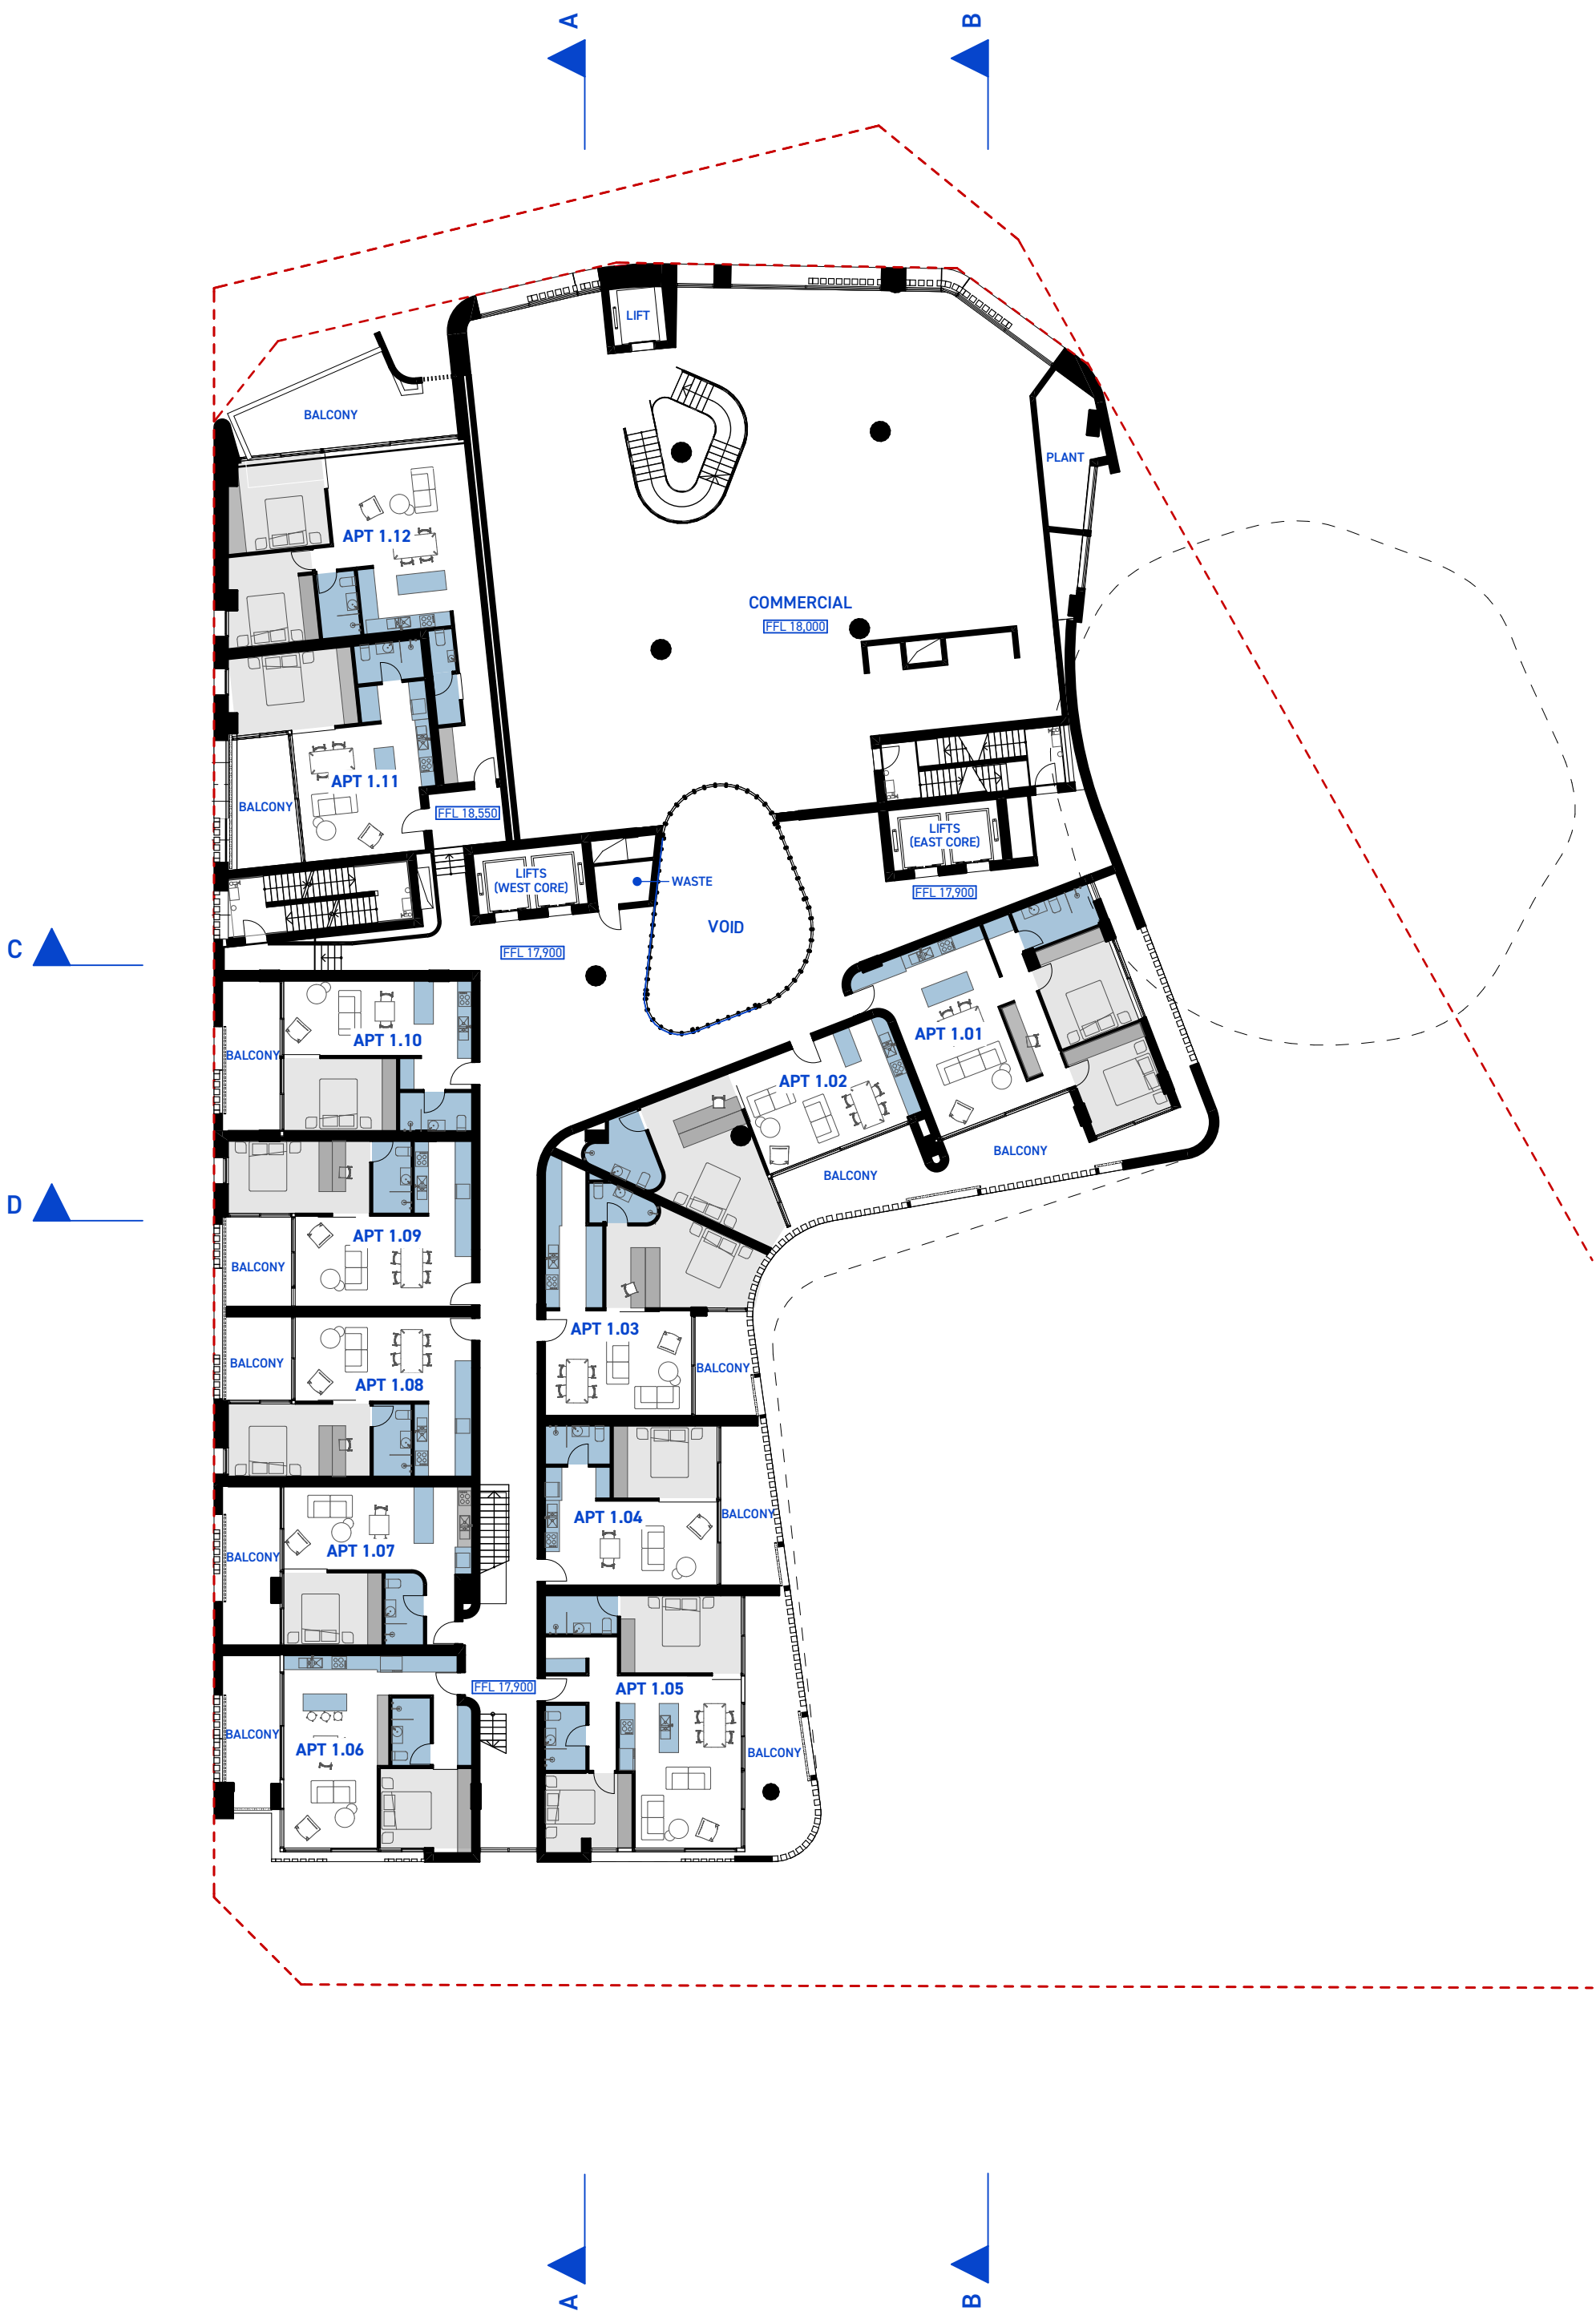 A
B
LIFT
BALCONY
PLANT
APT 1.12
COMMERCIAL
FFL 18,000
APT 1.11
BALCONY
FFL 18,550
LIFTS
(EAST CORE)
LIFTS
(WEST CORE)
WASTE
FFL 17,900
VOID
C
FFL 17,900
APT 1.01
APT 1.10
BALCONY
APT 1.02
BALCONY
BALCONY
D
APT 1.09
BALCONY
APT 1.03
BALCONY
BALCONY
APT 1.08
APT 1.04
BALCONY
APT 1.07
BALCONY
FFL 17,900
APT 1.05
BALCONY
APT 1.06
BALCONY
A
B